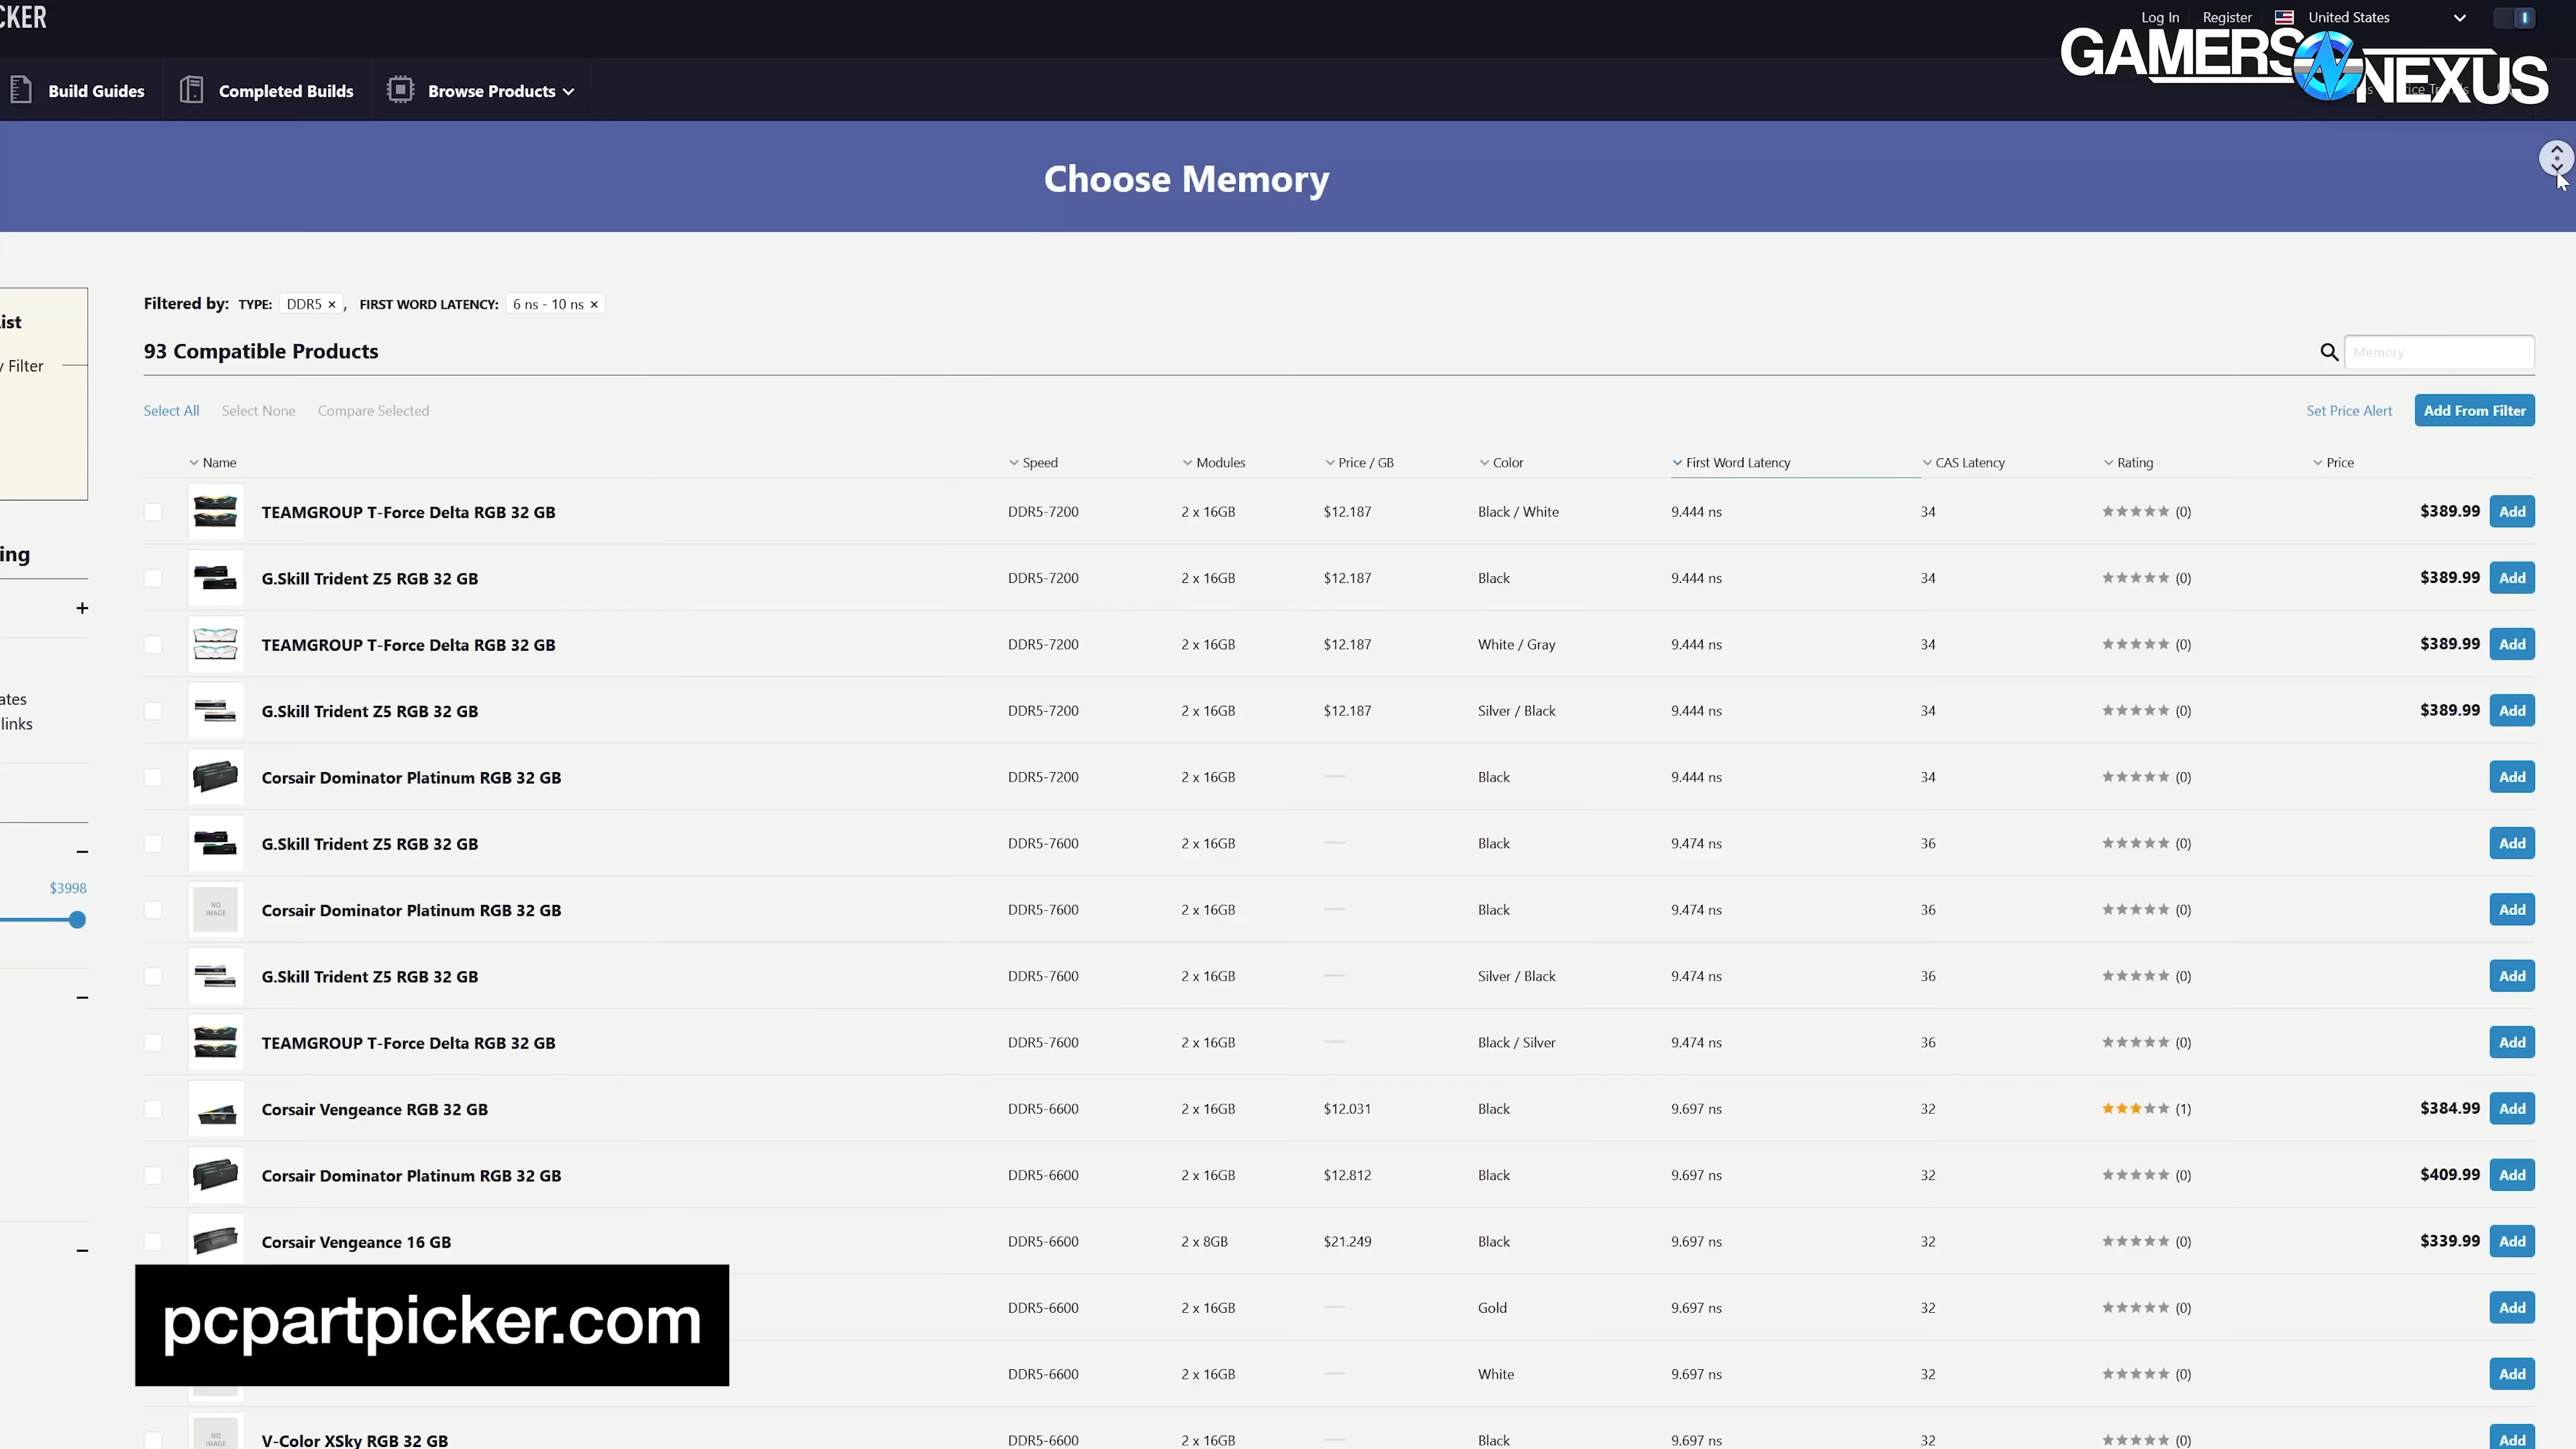 CKER
Log In Register United States
GAMERS NEXUS
Build Guides Completed Builds Browse Products
Choose Memory
Filtered by: TYPE: DDR5 ×, FIRST WORD LATENCY: 6 ns - 10 ns ×
ist
93 Compatible Products
Memory
y Filter
Select All Select None Compare Selected Set Price Alert Add From Filter
Name Speed Modules Price / GB Color First Word Latency CAS Latency Rating Price
TEAMGROUP T-Force Delta RGB 32 GB DDR5-7200 2 x 16GB $12.187 Black / White 9.444 ns 34 (0) $389.99 Add
ing
G.Skill Trident Z5 RGB 32 GB DDR5-7200 2 x 16GB $12.187 Black 9.444 ns 34 (0) $389.99 Add
+
TEAMGROUP T-Force Delta RGB 32 GB DDR5-7200 2 x 16GB $12.187 White / Gray 9.444 ns 34 (0) $389.99 Add
ates
links
G.Skill Trident Z5 RGB 32 GB DDR5-7200 2 x 16GB $12.187 Silver / Black 9.444 ns 34 (0) $389.99 Add
Corsair Dominator Platinum RGB 32 GB DDR5-7200 2 x 16GB — Black 9.444 ns 34 (0) Add
G.Skill Trident Z5 RGB 32 GB DDR5-7600 2 x 16GB — Black 9.474 ns 36 (0) Add
$3998
NO IMAGE Corsair Dominator Platinum RGB 32 GB DDR5-7600 2 x 16GB — Black 9.474 ns 36 (0) Add
G.Skill Trident Z5 RGB 32 GB DDR5-7600 2 x 16GB — Silver / Black 9.474 ns 36 (0) Add
TEAMGROUP T-Force Delta RGB 32 GB DDR5-7600 2 x 16GB — Black / Silver 9.474 ns 36 (0) Add
Corsair Vengeance RGB 32 GB DDR5-6600 2 x 16GB $12.031 Black 9.697 ns 32 (1) $384.99 Add
Corsair Dominator Platinum RGB 32 GB DDR5-6600 2 x 16GB $12.812 Black 9.697 ns 32 (0) $409.99 Add
Corsair Vengeance 16 GB DDR5-6600 2 x 8GB $21.249 Black 9.697 ns 32 (0) $339.99 Add
DDR5-6600 2 x 16GB — Gold 9.697 ns 32 (0) Add
pcpartpicker.com
DDR5-6600 2 x 16GB — White 9.697 ns 32 (0) Add
NO IMAGE V-Color XSky RGB 32 GB DDR5-6600 2 x 16GB — Black 9.697 ns 32 (0) Add